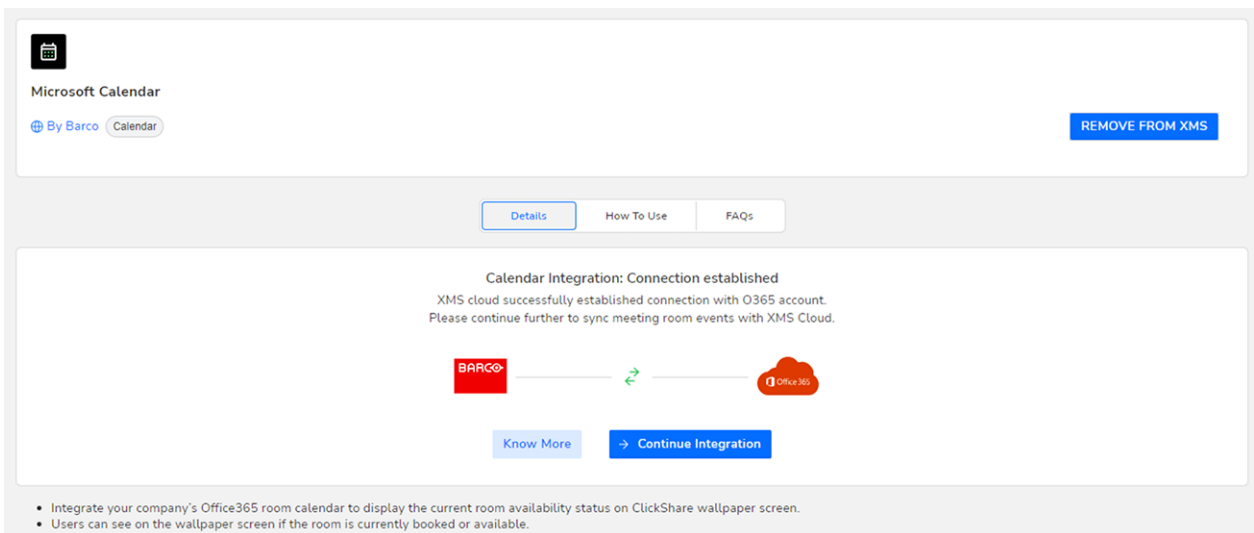 Microsoft Calendar
By Barco Calendar
REMOVE FROM XMS
Details How To Use FAQs
Calendar Integration: Connection established
XMS cloud successfully established connection with O365 account.
Please continue further to sync meeting room events with XMS Cloud.
BARCO
Office 365
Know More → Continue Integration
• Integrate your company's Office365 room calendar to display the current room availability status on ClickShare wallpaper screen.
• Users can see on the wallpaper screen if the room is currently booked or available.